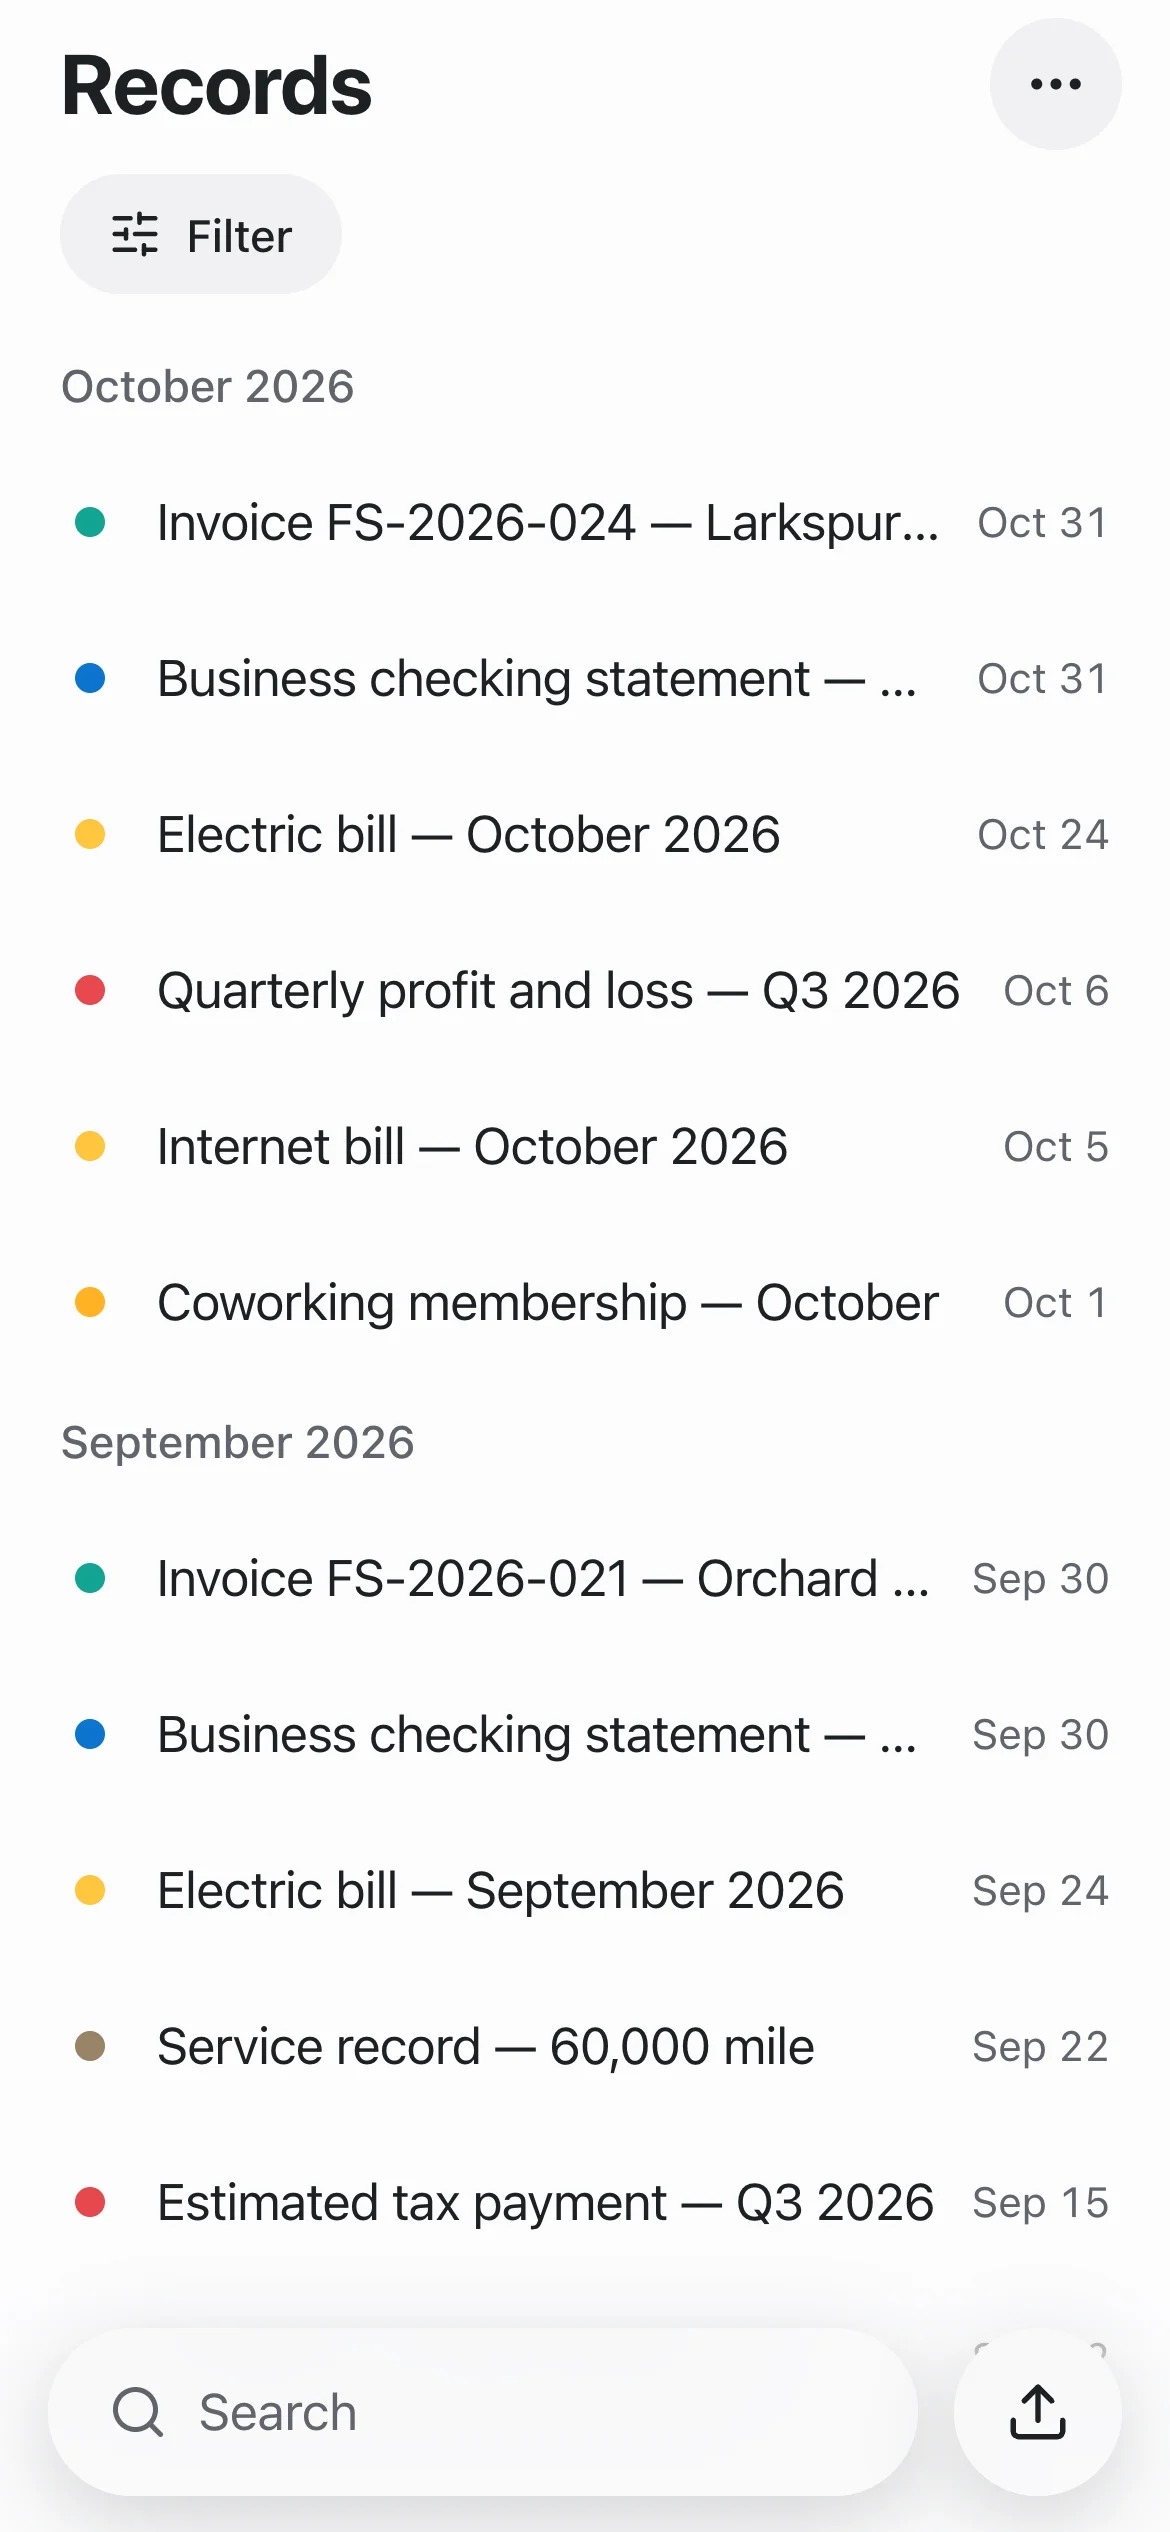 Records
Filter
October 2026
Invoice FS-2026-024 — Larkspur... Oct 31
Business checking statement — ... Oct 31
Electric bill — October 2026 Oct 24
Quarterly profit and loss — Q3 2026 Oct 6
Internet bill — October 2026 Oct 5
Coworking membership — October Oct 1
September 2026
Invoice FS-2026-021 — Orchard ... Sep 30
Business checking statement — ... Sep 30
Electric bill — September 2026 Sep 24
Service record — 60,000 mile Sep 22
Estimated tax payment — Q3 2026 Sep 15
Search